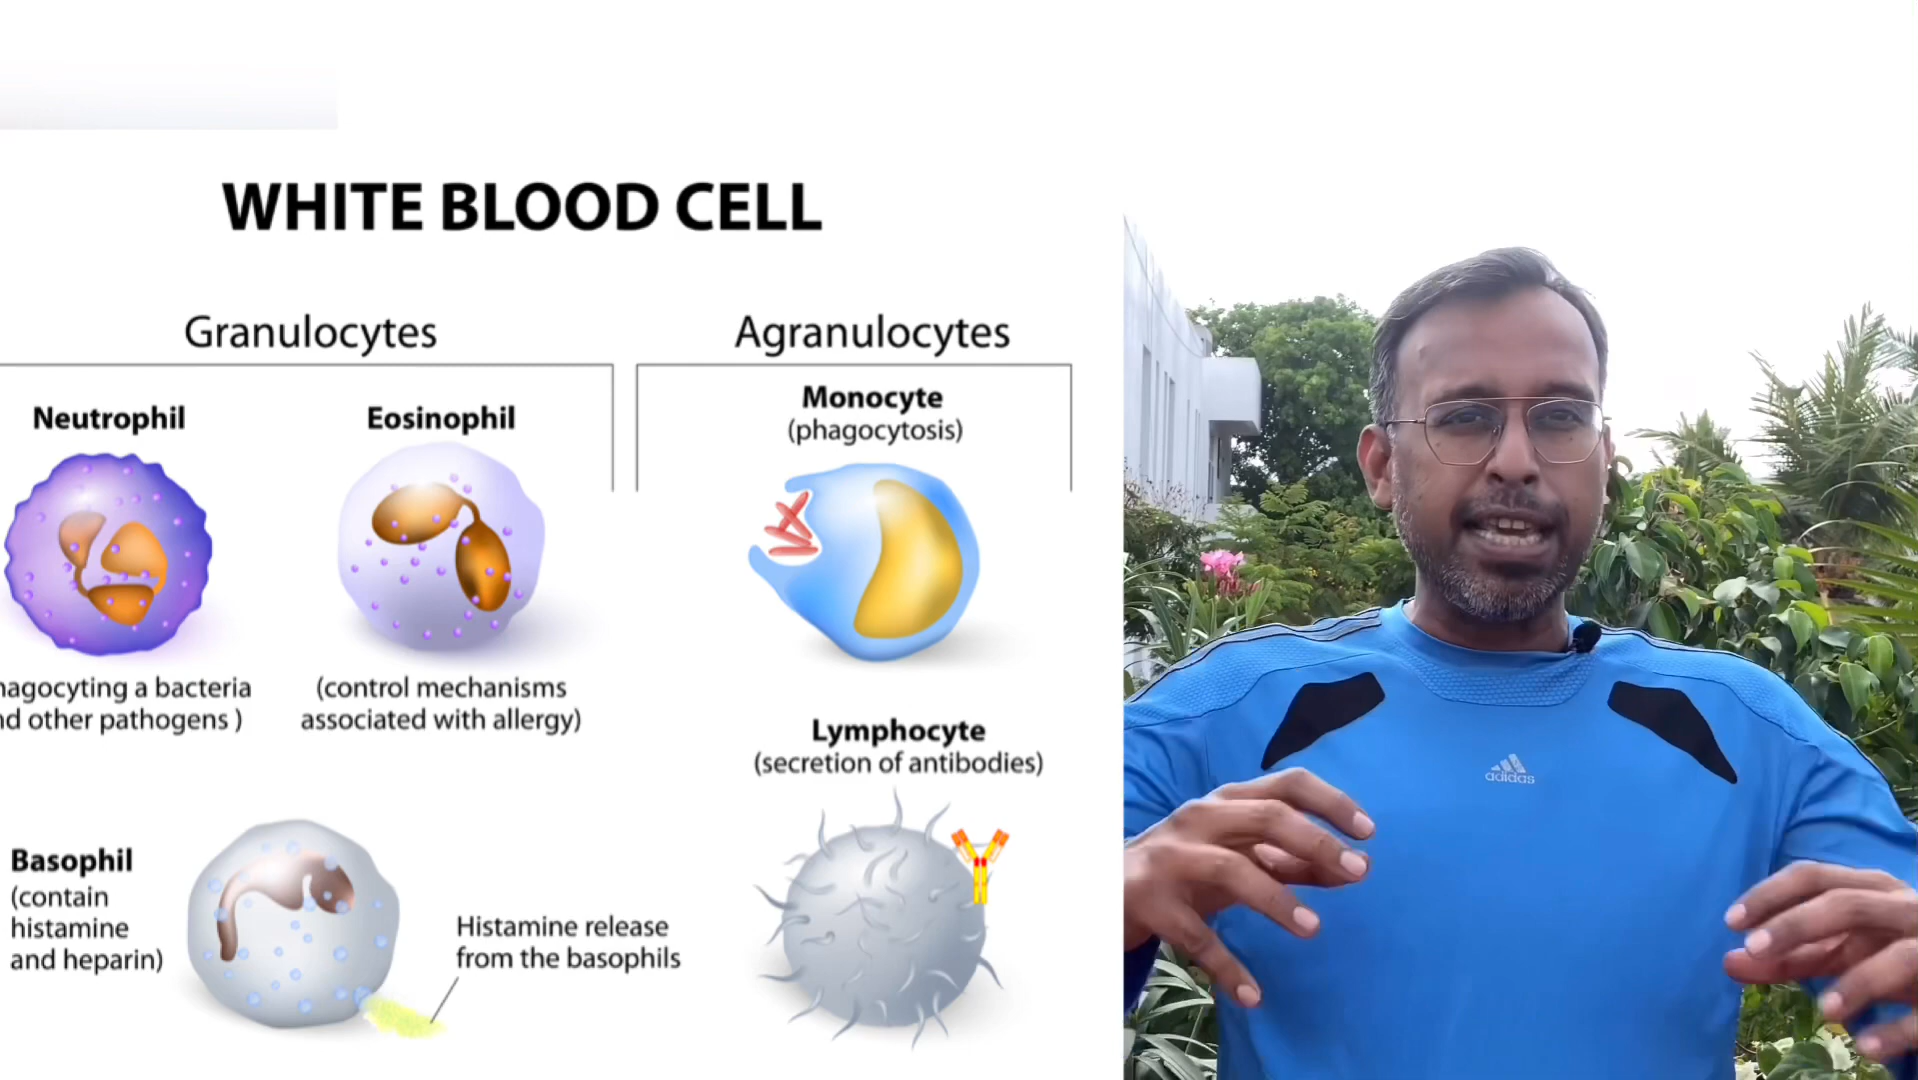 WHITE BLOOD CELL
Granulocytes
Agranulocytes
Neutrophil
Eosinophil
Monocyte
(phagocytosis)
hagocyting a bacteria
nd other pathogens )
(control mechanisms
associated with allergy)
Lymphocyte
(secretion of antibodies)
Basophil
(contain
histamine
and heparin)
Histamine release
from the basophils
adidas